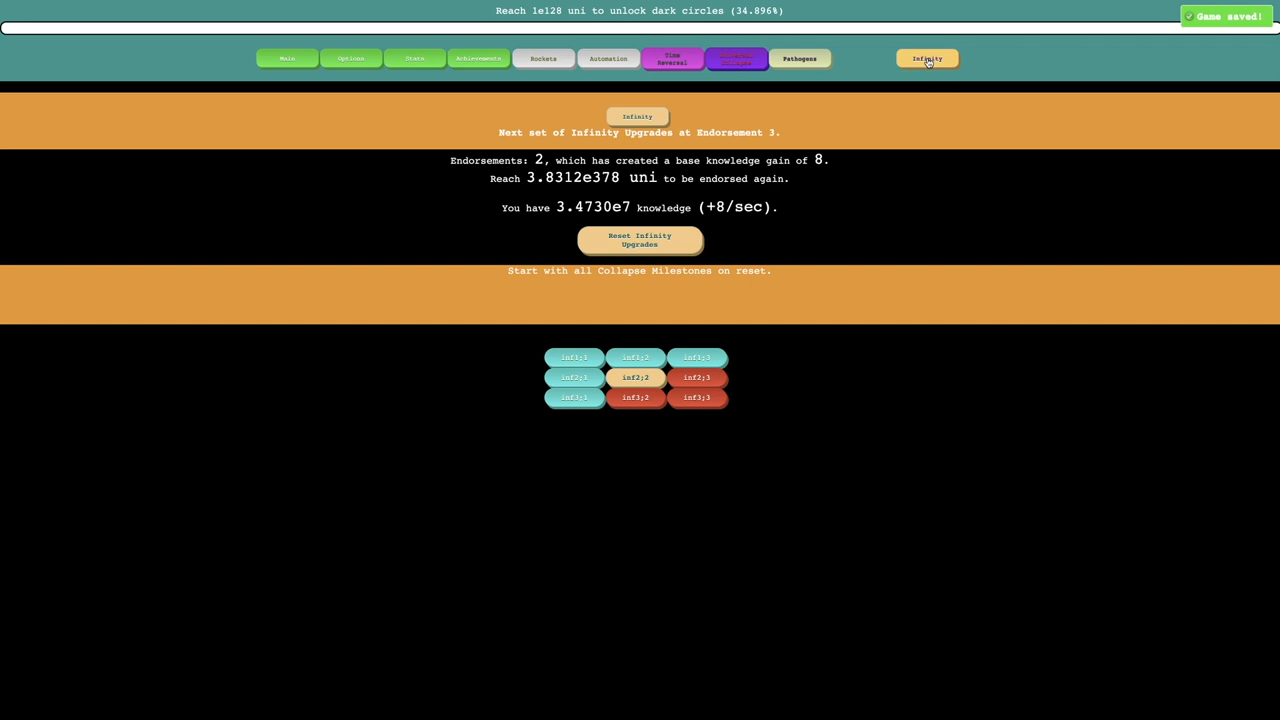 Reach 1e128 uni to unlock dark circles (34.896%)
Game saved!
Main
Options
Stats
Achievements
Rockets
Automation
Time
Reversal
Universal
Collapse
Pathogens
Infinity
Infinity
Next set of Infinity Upgrades at Endorsement 3.
Endorsements: 2, which has created a base knowledge gain of 8.
Reach 3.8312e378 uni to be endorsed again.
You have 3.4730e7 knowledge (+8/sec).
Reset Infinity
Upgrades
Start with all Collapse Milestones on reset.
inf1;1 inf1;2 inf1;3
inf2;1 inf2;2 inf2;3
inf3;1 inf3;2 inf3;3